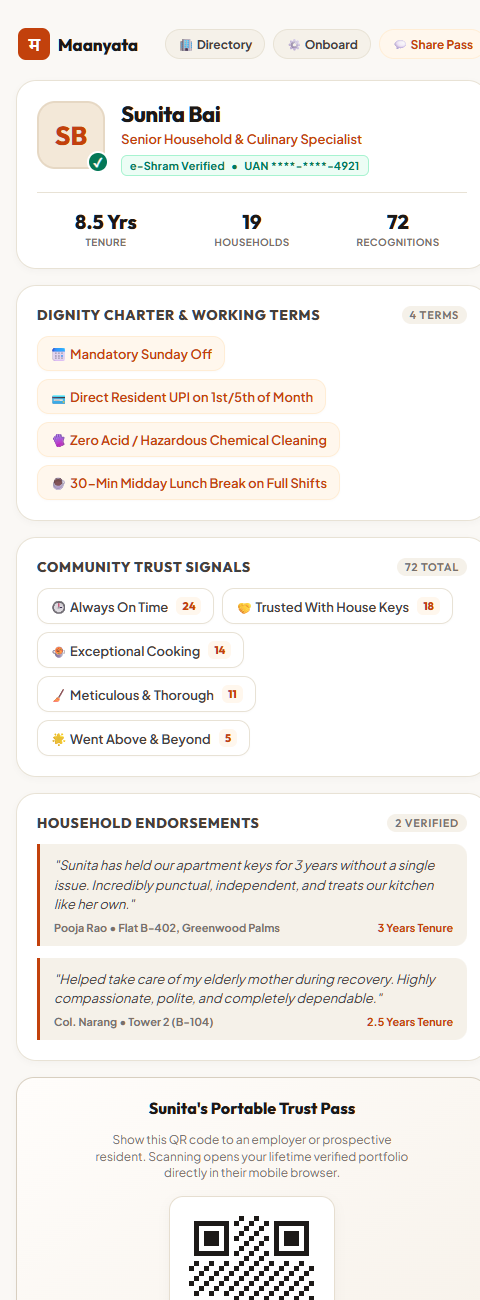 म Maanyata
Directory
Onboard
Share Pass
SB
Sunita Bai
Senior Household & Culinary Specialist
e-Shram Verified • UAN ****-****-4921
8.5 Yrs
TENURE
19
HOUSEHOLDS
72
RECOGNITIONS
DIGNITY CHARTER & WORKING TERMS
4 TERMS
Mandatory Sunday Off
Direct Resident UPI on 1st/5th of Month
Zero Acid / Hazardous Chemical Cleaning
30-Min Midday Lunch Break on Full Shifts
COMMUNITY TRUST SIGNALS
72 TOTAL
Always On Time 24
Trusted With House Keys 18
Exceptional Cooking 14
Meticulous & Thorough 11
Went Above & Beyond 5
HOUSEHOLD ENDORSEMENTS
2 VERIFIED
"Sunita has held our apartment keys for 3 years without a single
issue. Incredibly punctual, independent, and treats our kitchen
like her own."
Pooja Rao • Flat B-402, Greenwood Palms
3 Years Tenure
"Helped take care of my elderly mother during recovery. Highly
compassionate, polite, and completely dependable."
Col. Narang • Tower 2 (B-104)
2.5 Years Tenure
Sunita's Portable Trust Pass
Show this QR code to an employer or prospective
resident. Scanning opens your lifetime verified portfolio
directly in their mobile browser.